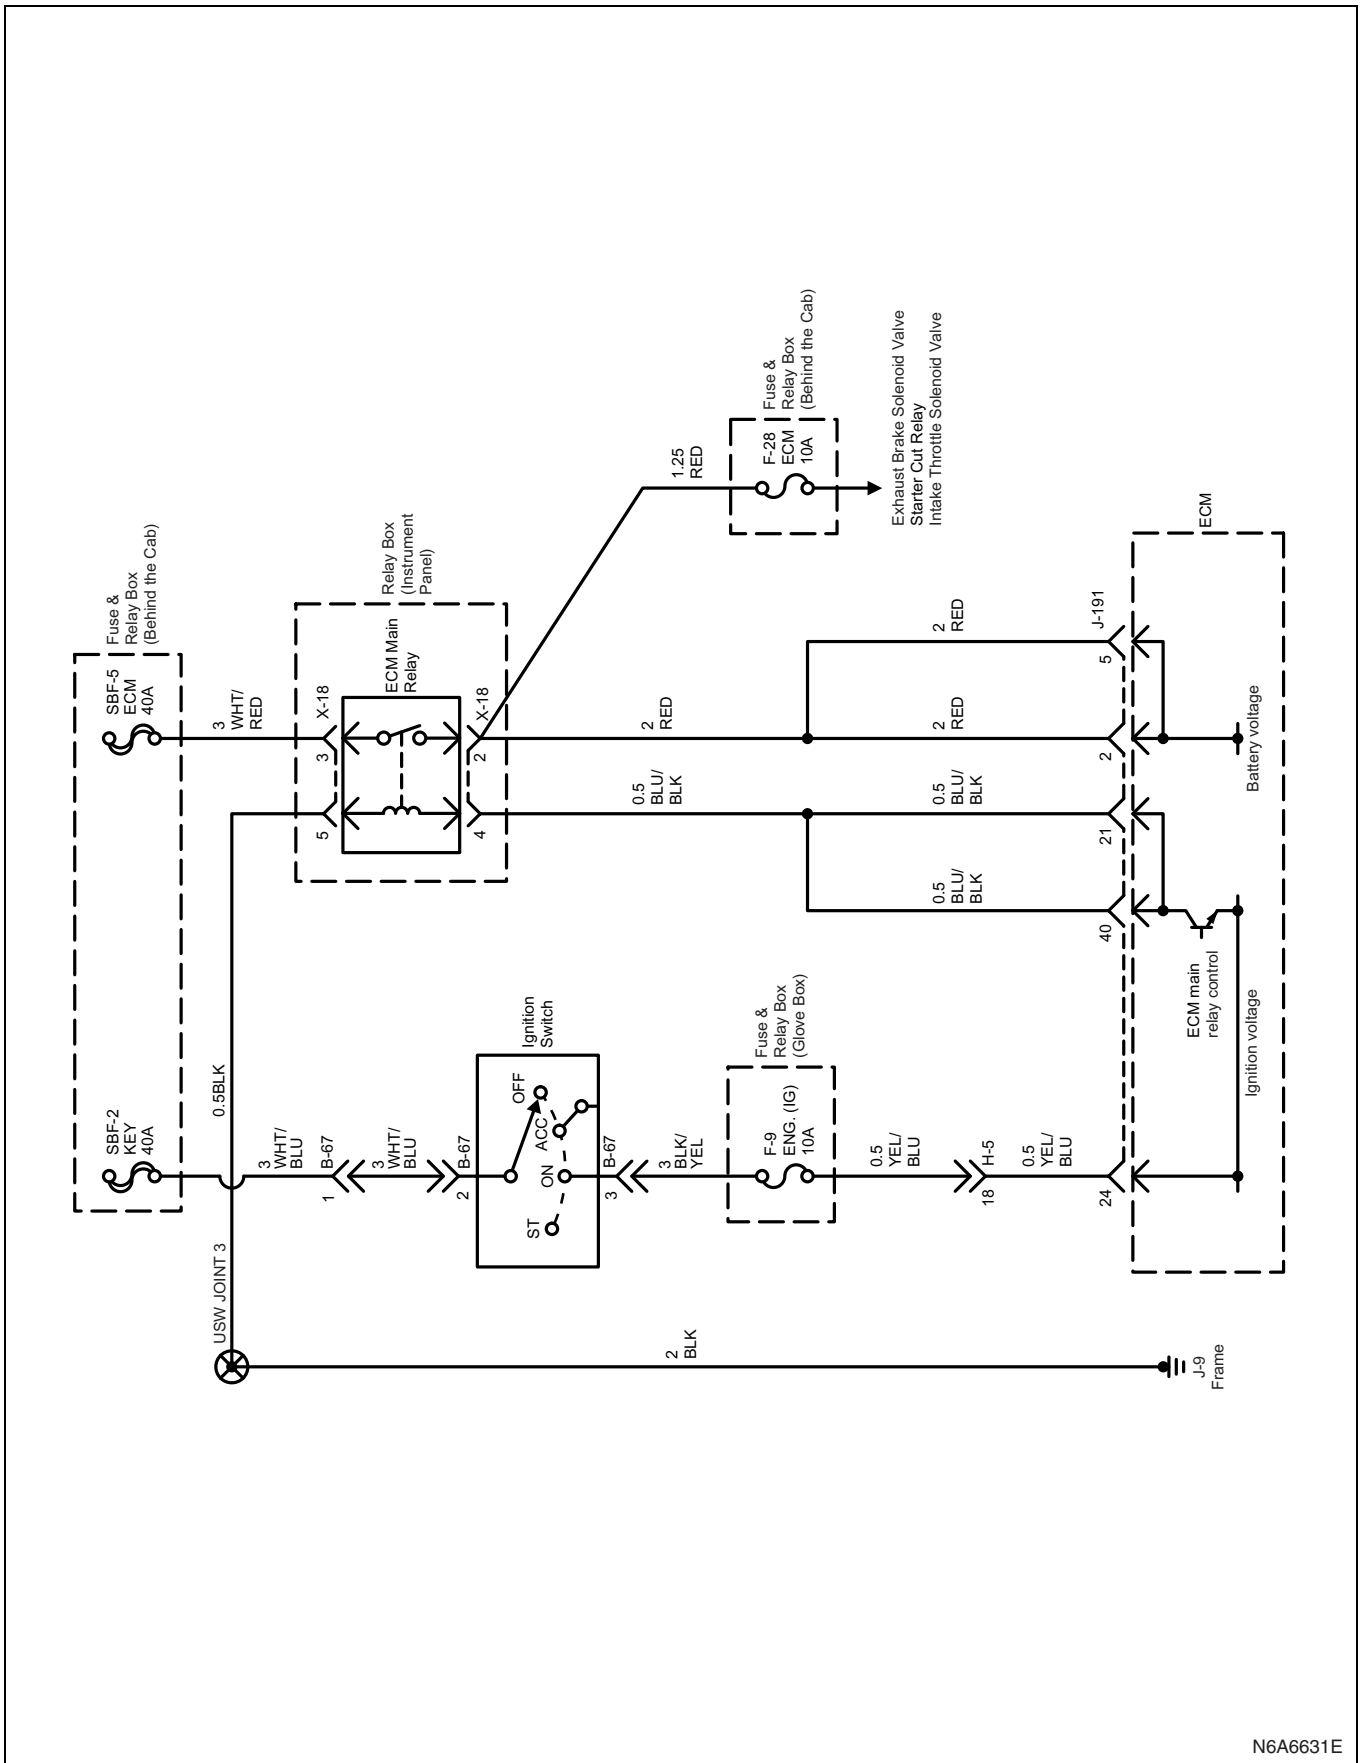 Fuse &
Relay Box
(Behind the Cab)
SBF-2
KEY
40A
SBF-5
ECM
40A
USW JOINT 3
0.5BLK
3
WHT/
BLU
B-67
1
3
WHT/
BLU
B-67
2
Ignition
Switch
ST
ON
ACC
OFF
B-67
3
3
BLK/
YEL
Fuse &
Relay Box
(Glove Box)
F-9
ENG. (IG)
10A
0.5
YEL/
BLU
H-5
18
0.5
YEL/
BLU
24
3
WHT/
RED
X-18
3
5
Relay Box
(Instrument
Panel)
ECM Main
Relay
X-18
2
4
1.25
RED
Fuse &
Relay Box
(Behind the Cab)
F-28
ECM
10A
Exhaust Brake Solenoid Valve
Starter Cut Relay
Intake Throttle Solenoid Valve
0.5
BLU/
BLK
2
RED
0.5
BLU/
BLK
0.5
BLU/
BLK
2
RED
2
RED
J-191
40
21
2
5
ECM
ECM main
relay control
Ignition voltage
Battery voltage
2
BLK
J-9
Frame
N6A6631E